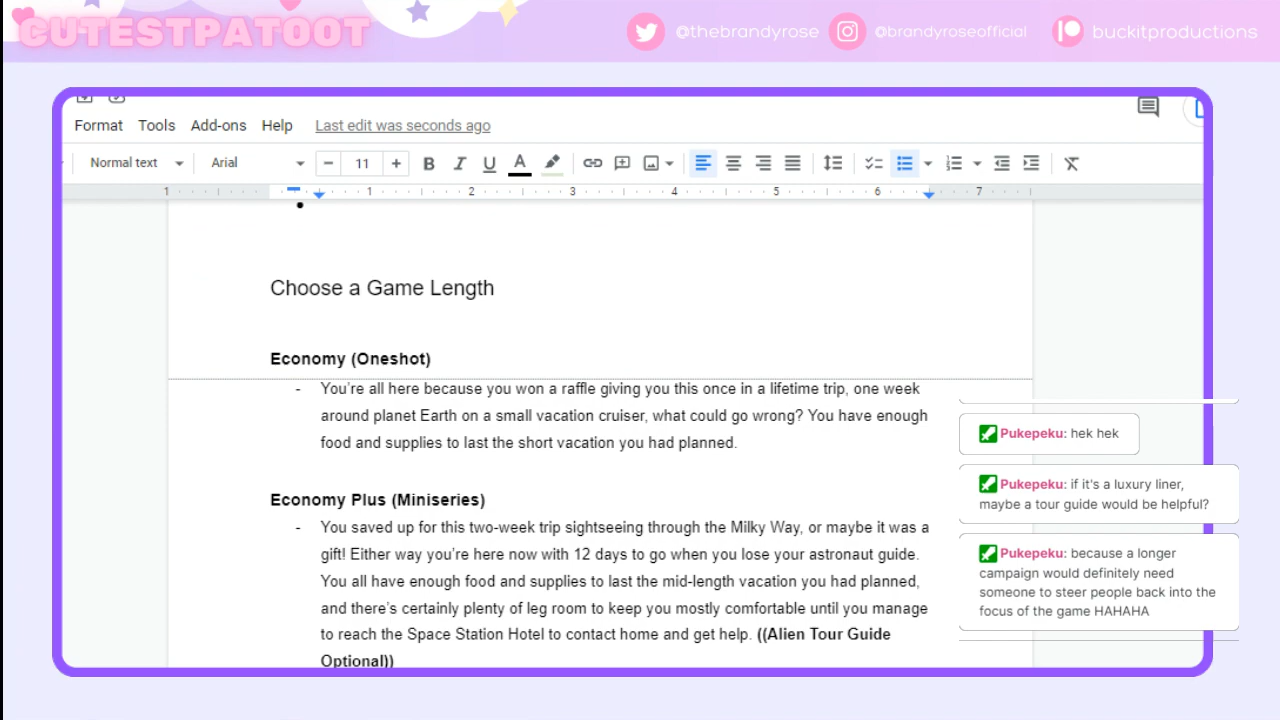 CUTESTPATOOT
@thebrandyrose
@brandyroseofficial
buckitproductions
Format Tools Add-ons Help Last edit was seconds ago
Normal text Arial 11
1 1 2 3 4 5 6 7
Choose a Game Length
Economy (Oneshot)
- You’re all here because you won a raffle giving you this once in a lifetime trip, one week
around planet Earth on a small vacation cruiser, what could go wrong? You have enough
food and supplies to last the short vacation you had planned.
Economy Plus (Miniseries)
- You saved up for this two-week trip sightseeing through the Milky Way, or maybe it was a
gift! Either way you’re here now with 12 days to go when you lose your astronaut guide.
You all have enough food and supplies to last the mid-length vacation you had planned,
and there’s certainly plenty of leg room to keep you mostly comfortable until you manage
to reach the Space Station Hotel to contact home and get help. ((Alien Tour Guide
Optional))
Pukepeku: hek hek
Pukepeku: if it's a luxury liner,
maybe a tour guide would be helpful?
Pukepeku: because a longer
campaign would definitely need
someone to steer people back into the
focus of the game HAHAHA